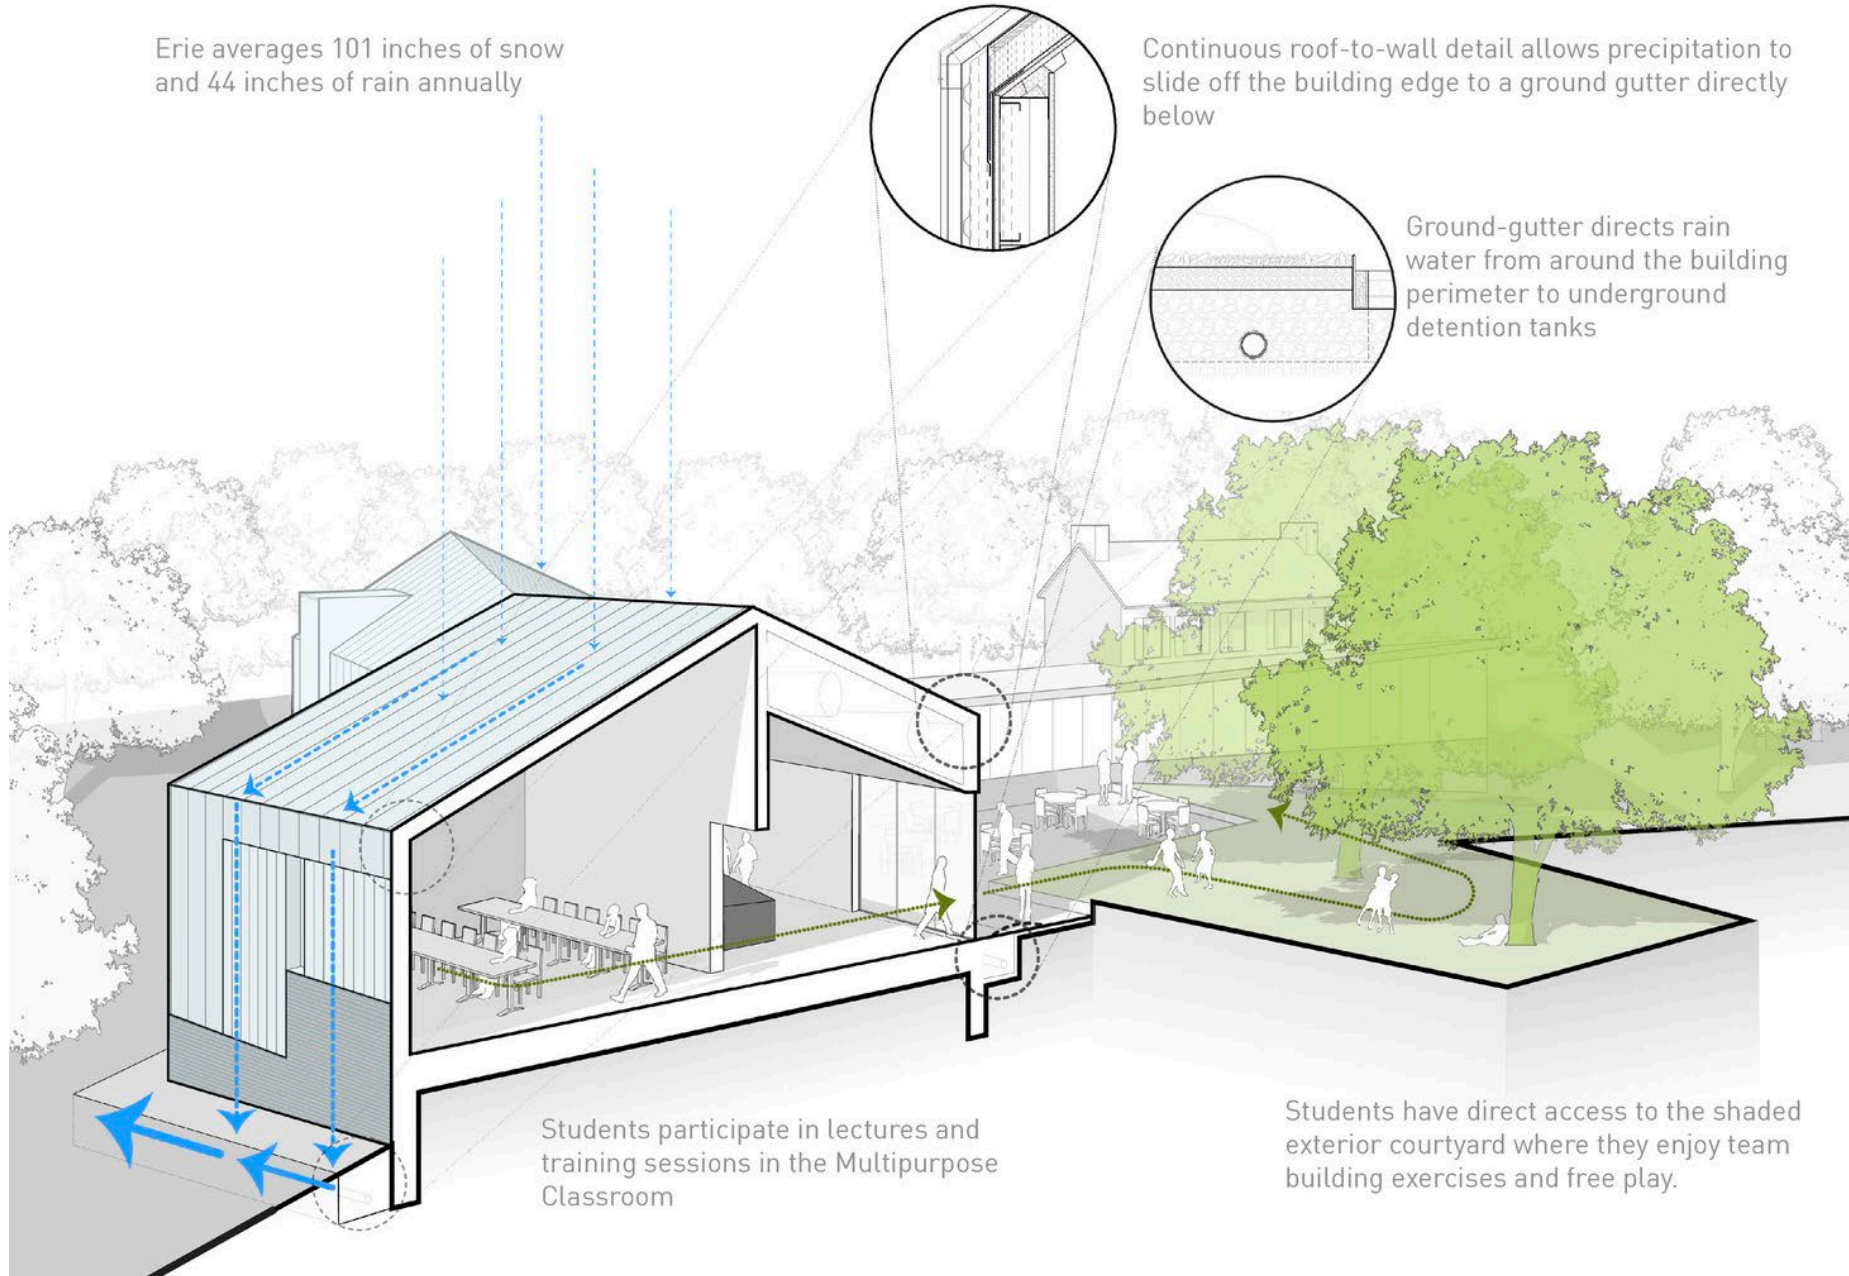 Erie averages 101 inches of snow
and 44 inches of rain annually
Continuous roof-to-wall detail allows precipitation to
slide off the building edge to a ground gutter directly
below
Ground-gutter directs rain
water from around the building
perimeter to underground
detention tanks
Students participate in lectures and
training sessions in the Multipurpose
Classroom
Students have direct access to the shaded
exterior courtyard where they enjoy team
building exercises and free play.